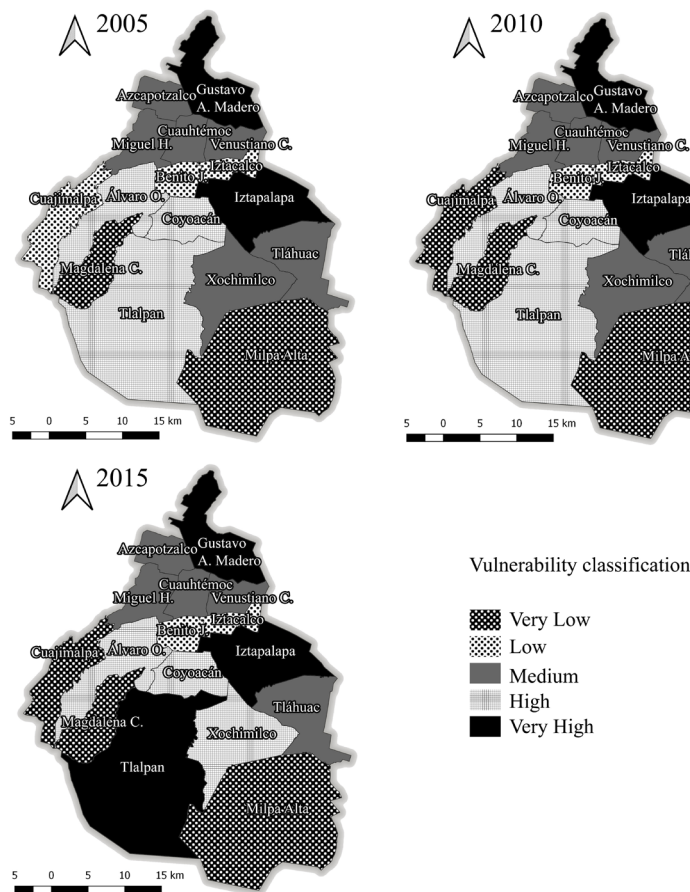 2005
Azcapotzalco
Gustavo
A. Madero
Cuauhtémoc
Miguel H.
Venustiano C.
Iztacalco
Benito J.
Cuajimalpa
Álvaro O.
Iztapalapa
Coyoacán
Tláhuac
Magdalena C.
Xochimilco
Tlalpan
Milpa Alta
5 0 5 10 15 km
2010
Azcapotzalco
Gustavo
A. Madero
Cuauhtémoc
Miguel H.
Venustiano C.
Iztacalco
Benito J.
Cuajimalpa
Álvaro O.
Iztapalapa
Coyoacán
Magdalena C.
Xochimilco
Tlalpan
Milpa A
5 0 5 10 15 km
2015
Azcapotzalco
Gustavo
A. Madero
Cuauhtémoc
Miguel H.
Venustiano C.
Iztacalco
Benito J.
Cuajimalpa
Álvaro O.
Iztapalapa
Coyoacán
Tláhuac
Magdalena C.
Xochimilco
Tlalpan
Milpa Alta
5 0 5 10 15 km
Vulnerability classification
Very Low
Low
Medium
High
Very High